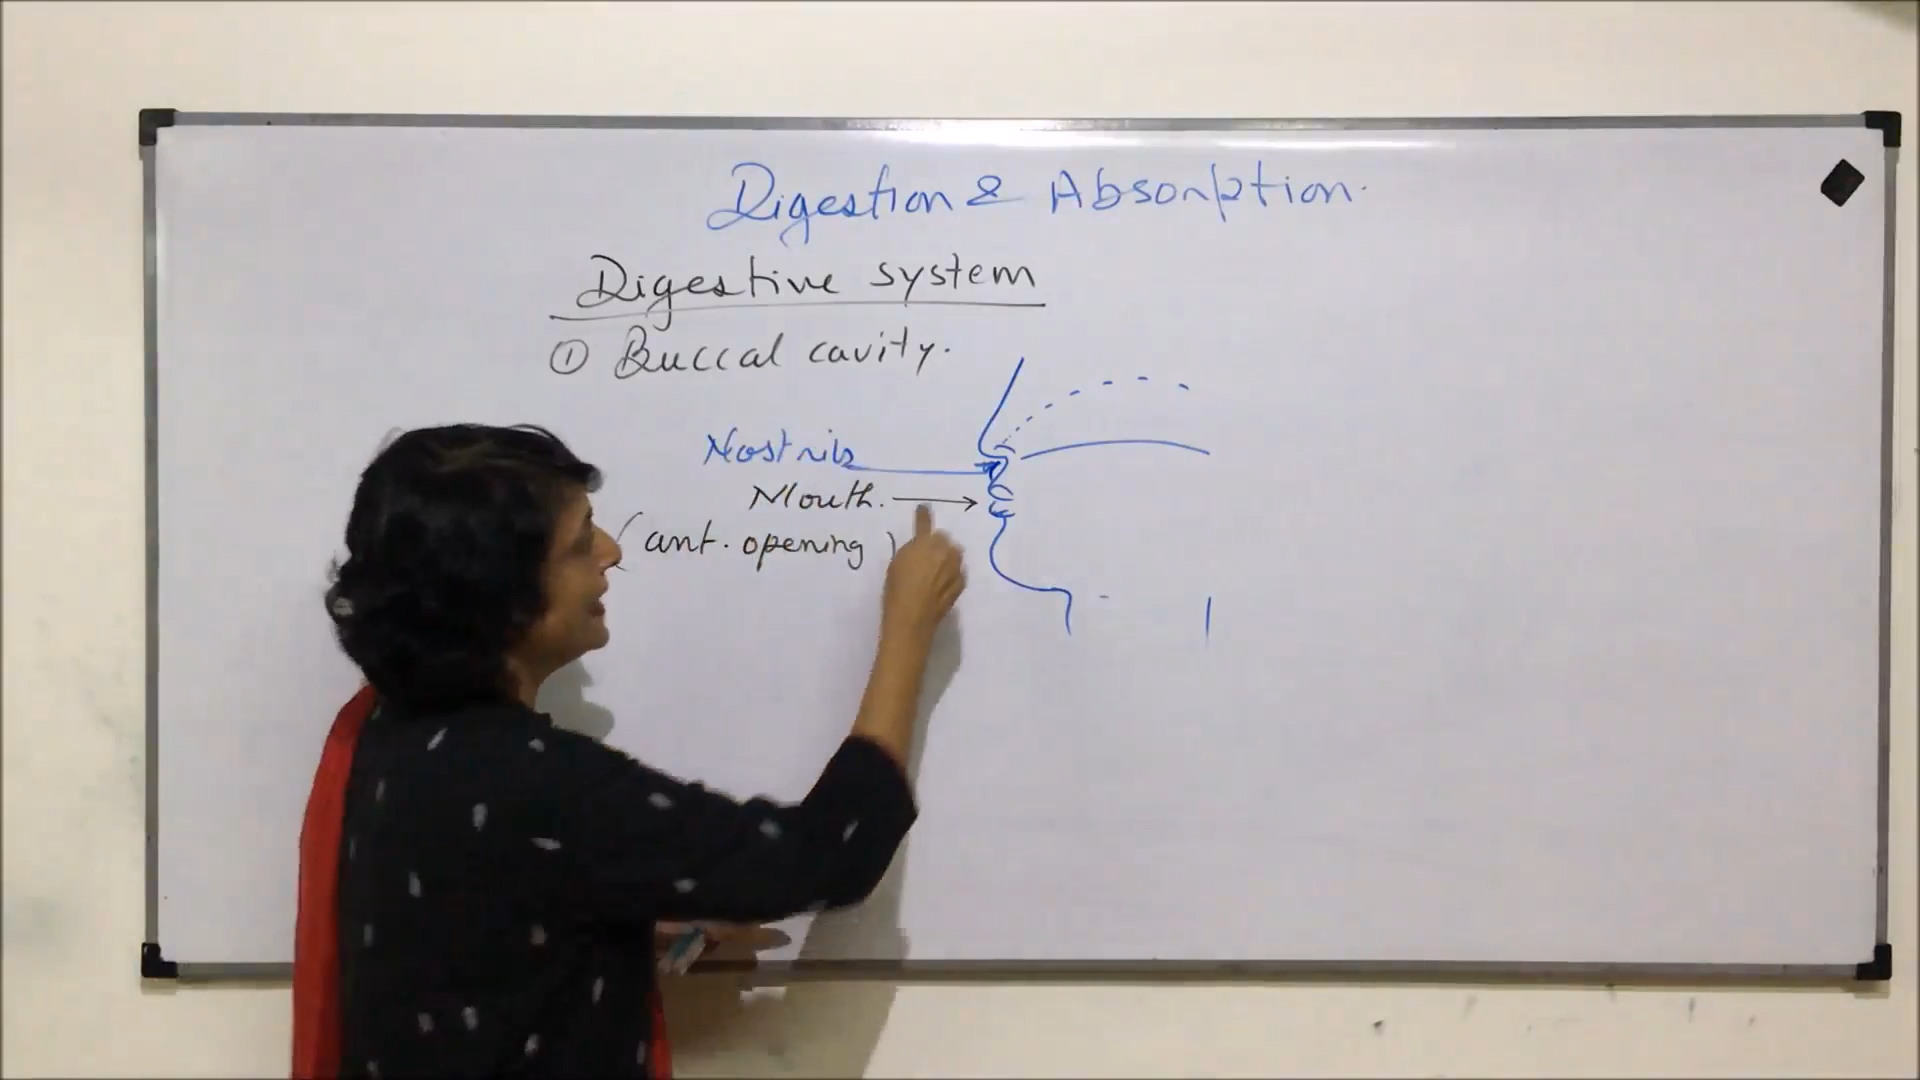 Digestion & Absorption.
Digestive system
① Buccal cavity.
Nostrils
Mouth.
(ant. opening)